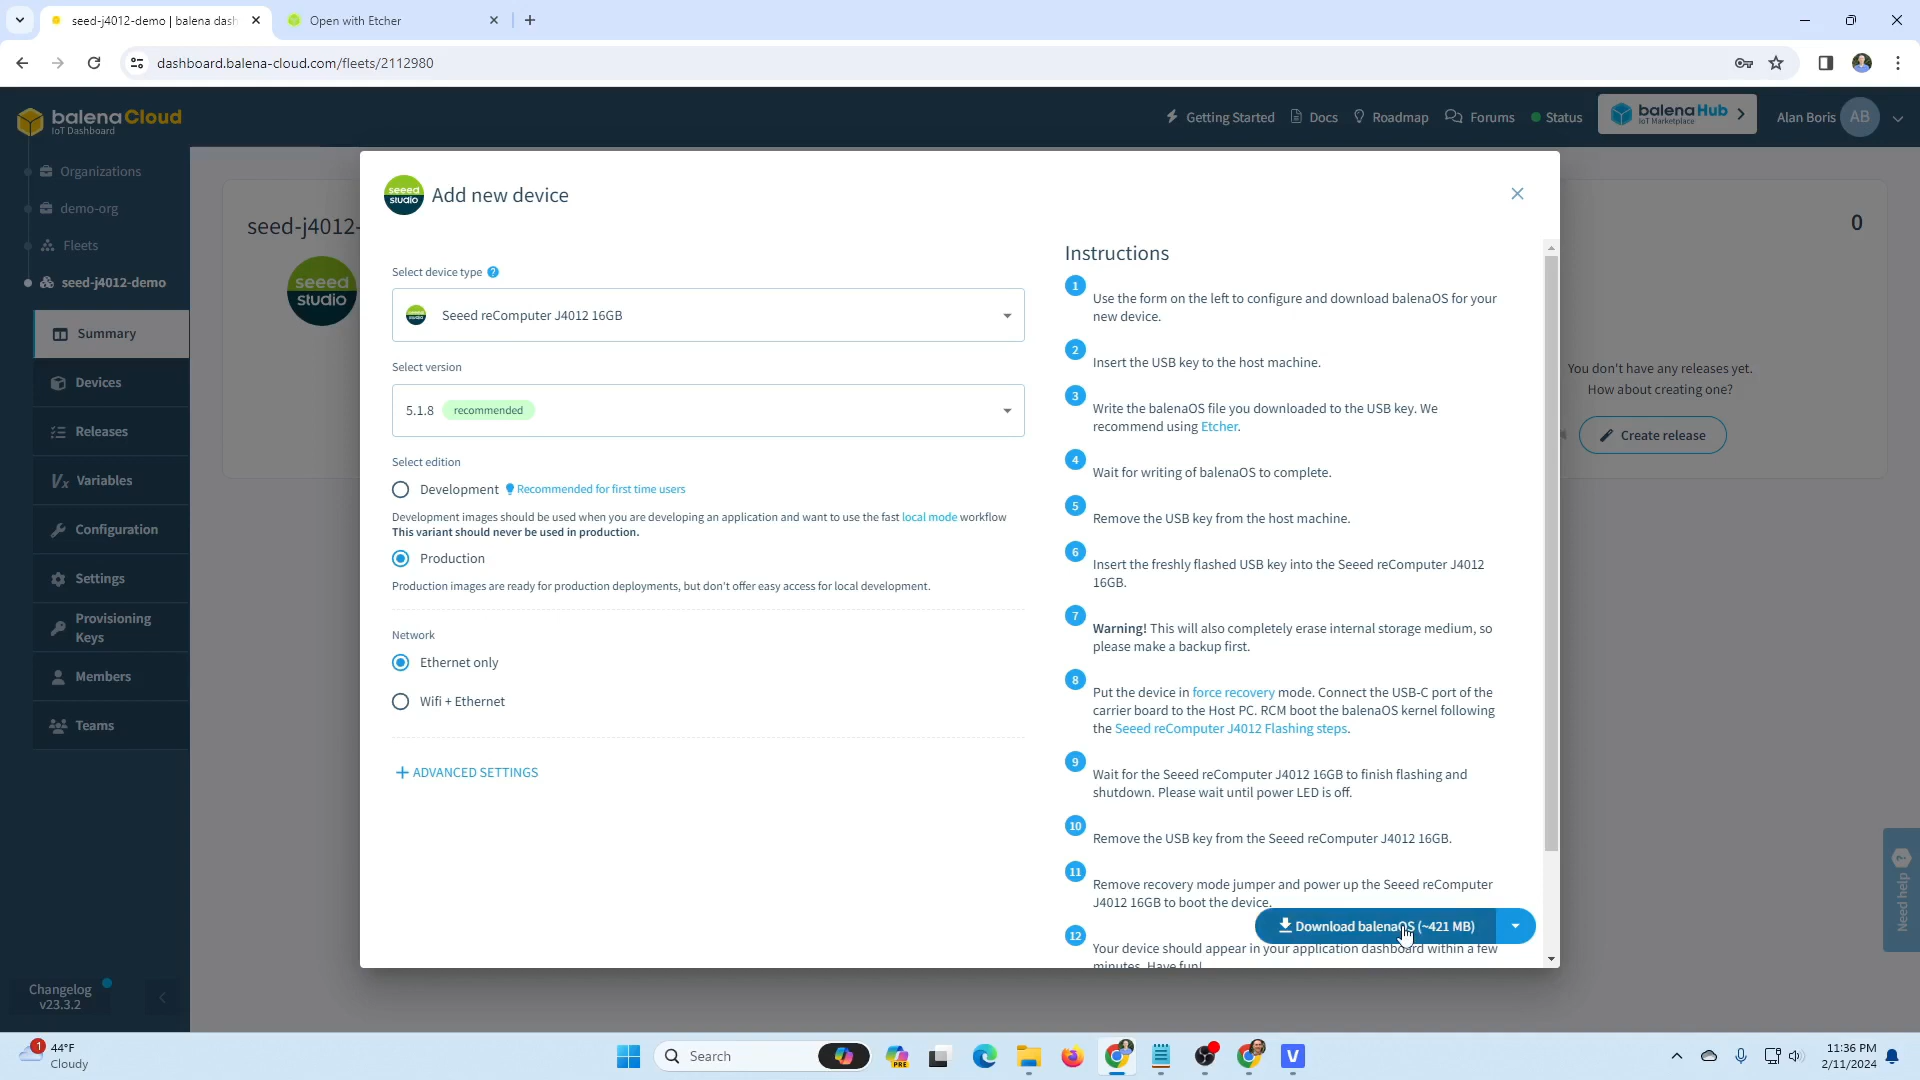 seed-j4012-demo | balena dash
Open with Etcher
dashboard.balena-cloud.com/fleets/2112980
balenaCloud
IoT Dashboard
Getting Started
Docs
Roadmap
Forums
Status
balenaHub
IoT Marketplace
Alan Boris
AB
Organizations
demo-org
Fleets
seed-j4012-demo
Summary
Devices
Releases
Variables
Configuration
Settings
Provisioning
Keys
Members
Teams
Changelog
v23.3.2
seed-j4012-
seeed
studio
seeed
studio
Add new device
Select device type ?
Seeed reComputer J4012 16GB
Select version
5.1.8 recommended
Select edition
Development Recommended for first time users
Development images should be used when you are developing an application and want to use the fast local mode workflow
This variant should never be used in production.
Production
Production images are ready for production deployments, but don't offer easy access for local development.
Network
Ethernet only
Wifi + Ethernet
ADVANCED SETTINGS
Instructions
1
Use the form on the left to configure and download balenaOS for your
new device.
2
Insert the USB key to the host machine.
3
Write the balenaOS file you downloaded to the USB key. We
recommend using Etcher.
4
Wait for writing of balenaOS to complete.
5
Remove the USB key from the host machine.
6
Insert the freshly flashed USB key into the Seeed reComputer J4012
16GB.
7
Warning! This will also completely erase internal storage medium, so
please make a backup first.
8
Put the device in force recovery mode. Connect the USB-C port of the
carrier board to the Host PC. RCM boot the balenaOS kernel following
the Seeed reComputer J4012 Flashing steps.
9
Wait for the Seeed reComputer J4012 16GB to finish flashing and
shutdown. Please wait until power LED is off.
10
Remove the USB key from the Seeed reComputer J4012 16GB.
11
Remove recovery mode jumper and power up the Seeed reComputer
J4012 16GB to boot the device.
Download balenaOS (~421 MB)
12
Your device should appear in your application dashboard within a few
minutes. Have fun!
0
You don't have any releases yet.
How about creating one?
Create release
Need help
?
1
44°F
Cloudy
Search
PRE
V
11:36 PM
2/11/2024